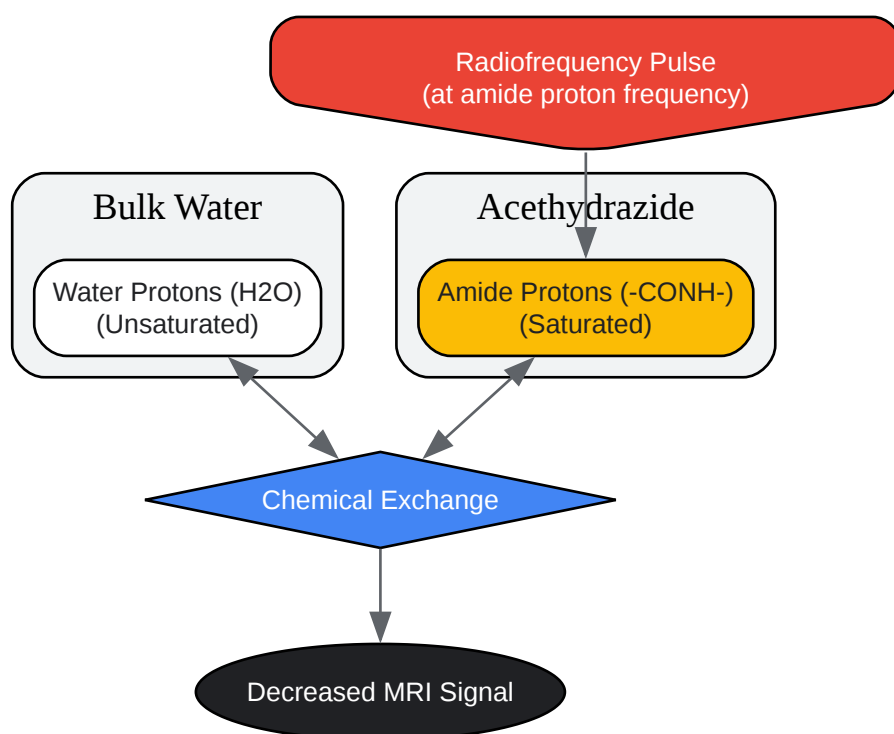 Radiofrequency Pulse
(at amide proton frequency)
Bulk Water
Acethydrazide
Water Protons (H2O)
(Unsaturated)
Amide Protons (-CONH-)
(Saturated)
Chemical Exchange
Decreased MRI Signal